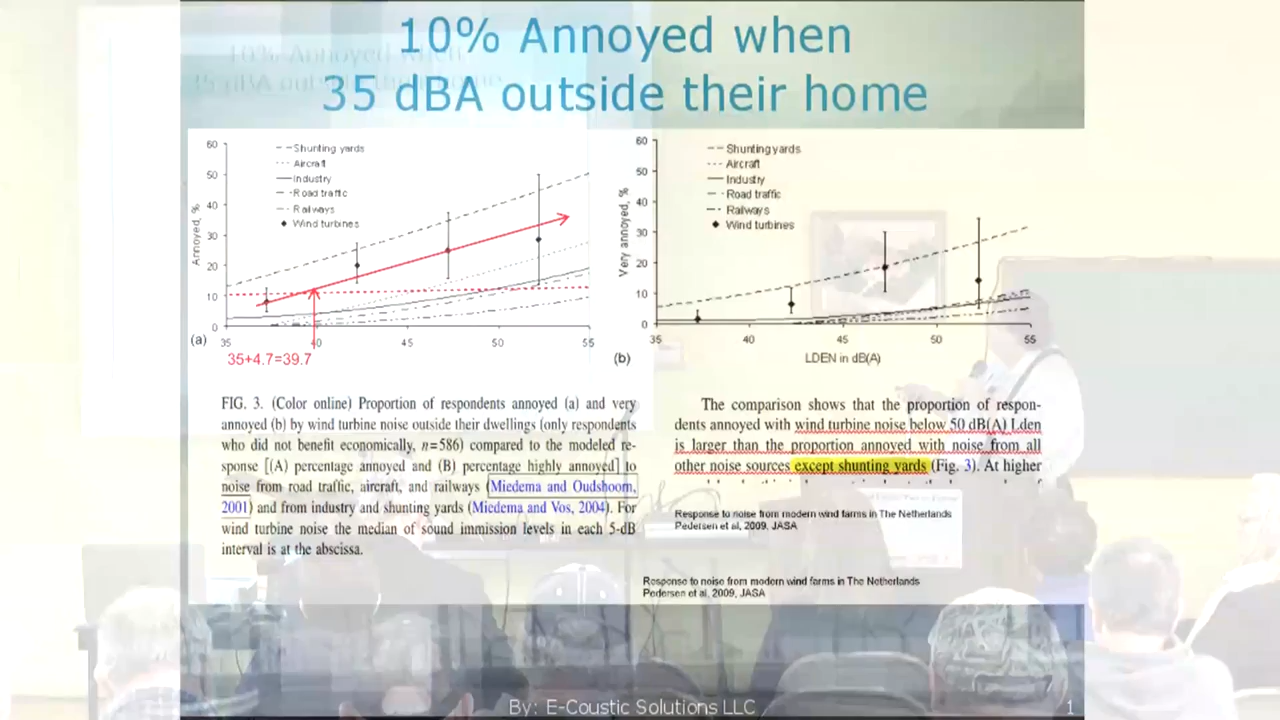 10% Annoyed when
35 dBA outside their home
60
50
40
30
20
10
0
Annoyed, %
Shunting yards
Aircraft
Industry
Road traffic
Railways
Wind turbines
35
40
45
50
55
(a)
35+4.7=39.7
60
50
40
30
20
10
0
Very annoyed, %
Shunting yards
Aircraft
Industry
Road traffic
Railways
Wind turbines
35
40
45
50
55
(b)
LDEN in dB(A)
FIG. 3. (Color online) Proportion of respondents annoyed (a) and very
annoyed (b) by wind turbine noise outside their dwellings (only respondents
who did not benefit economically, n=586) compared to the modeled re-
sponse [(A) percentage annoyed and (B) percentage highly annoyed] to
noise from road traffic, aircraft, and railways (Miedema and Oudshoorn,
2001) and from industry and shunting yards (Miedema and Vos, 2004). For
wind turbine noise the median of sound immission levels in each 5-dB
interval is at the abscissa.
The comparison shows that the proportion of respon-
dents annoyed with wind turbine noise below 50 dB(A) Lden
is larger than the proportion annoyed with noise from all
other noise sources except shunting yards (Fig. 3). At higher
Response to noise from modern wind farms in The Netherlands
Pedersen et al, 2009, JASA
Response to noise from modern wind farms in The Netherlands
Pedersen et al, 2009, JASA
By: E-Coustic Solutions LLC
1